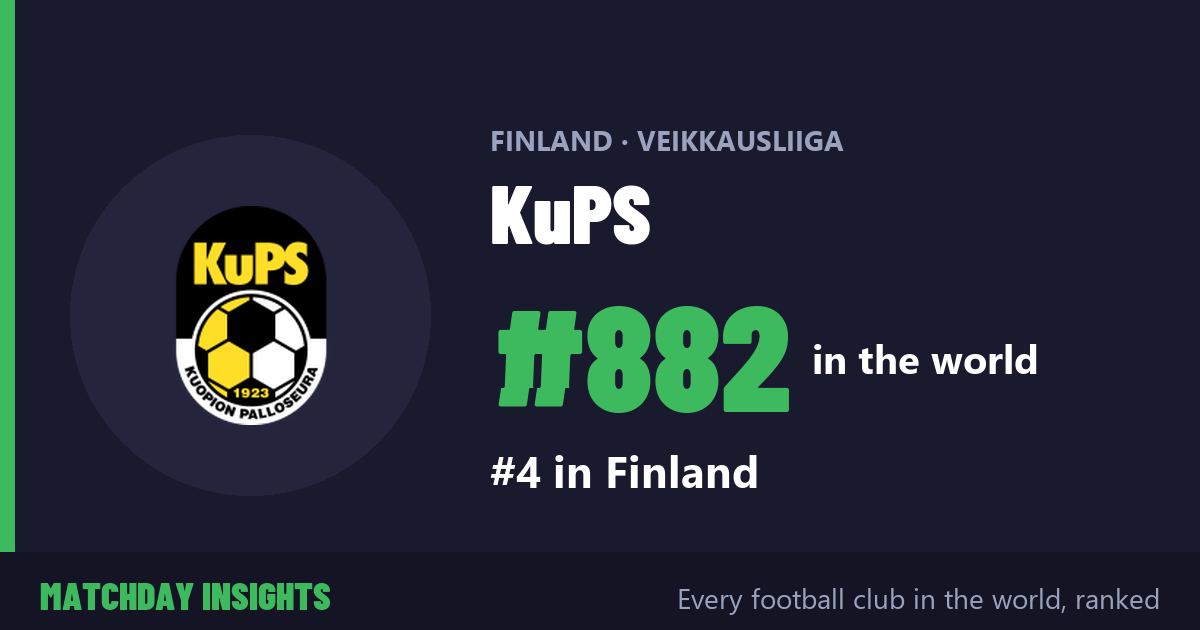 FINLAND · VEIKKAUSLIIGA
KuPS
#882 in the world
#4 in Finland
KuPS
1923
KUOPION PALLOSEURA
MATCHDAY INSIGHTS
Every football club in the world, ranked